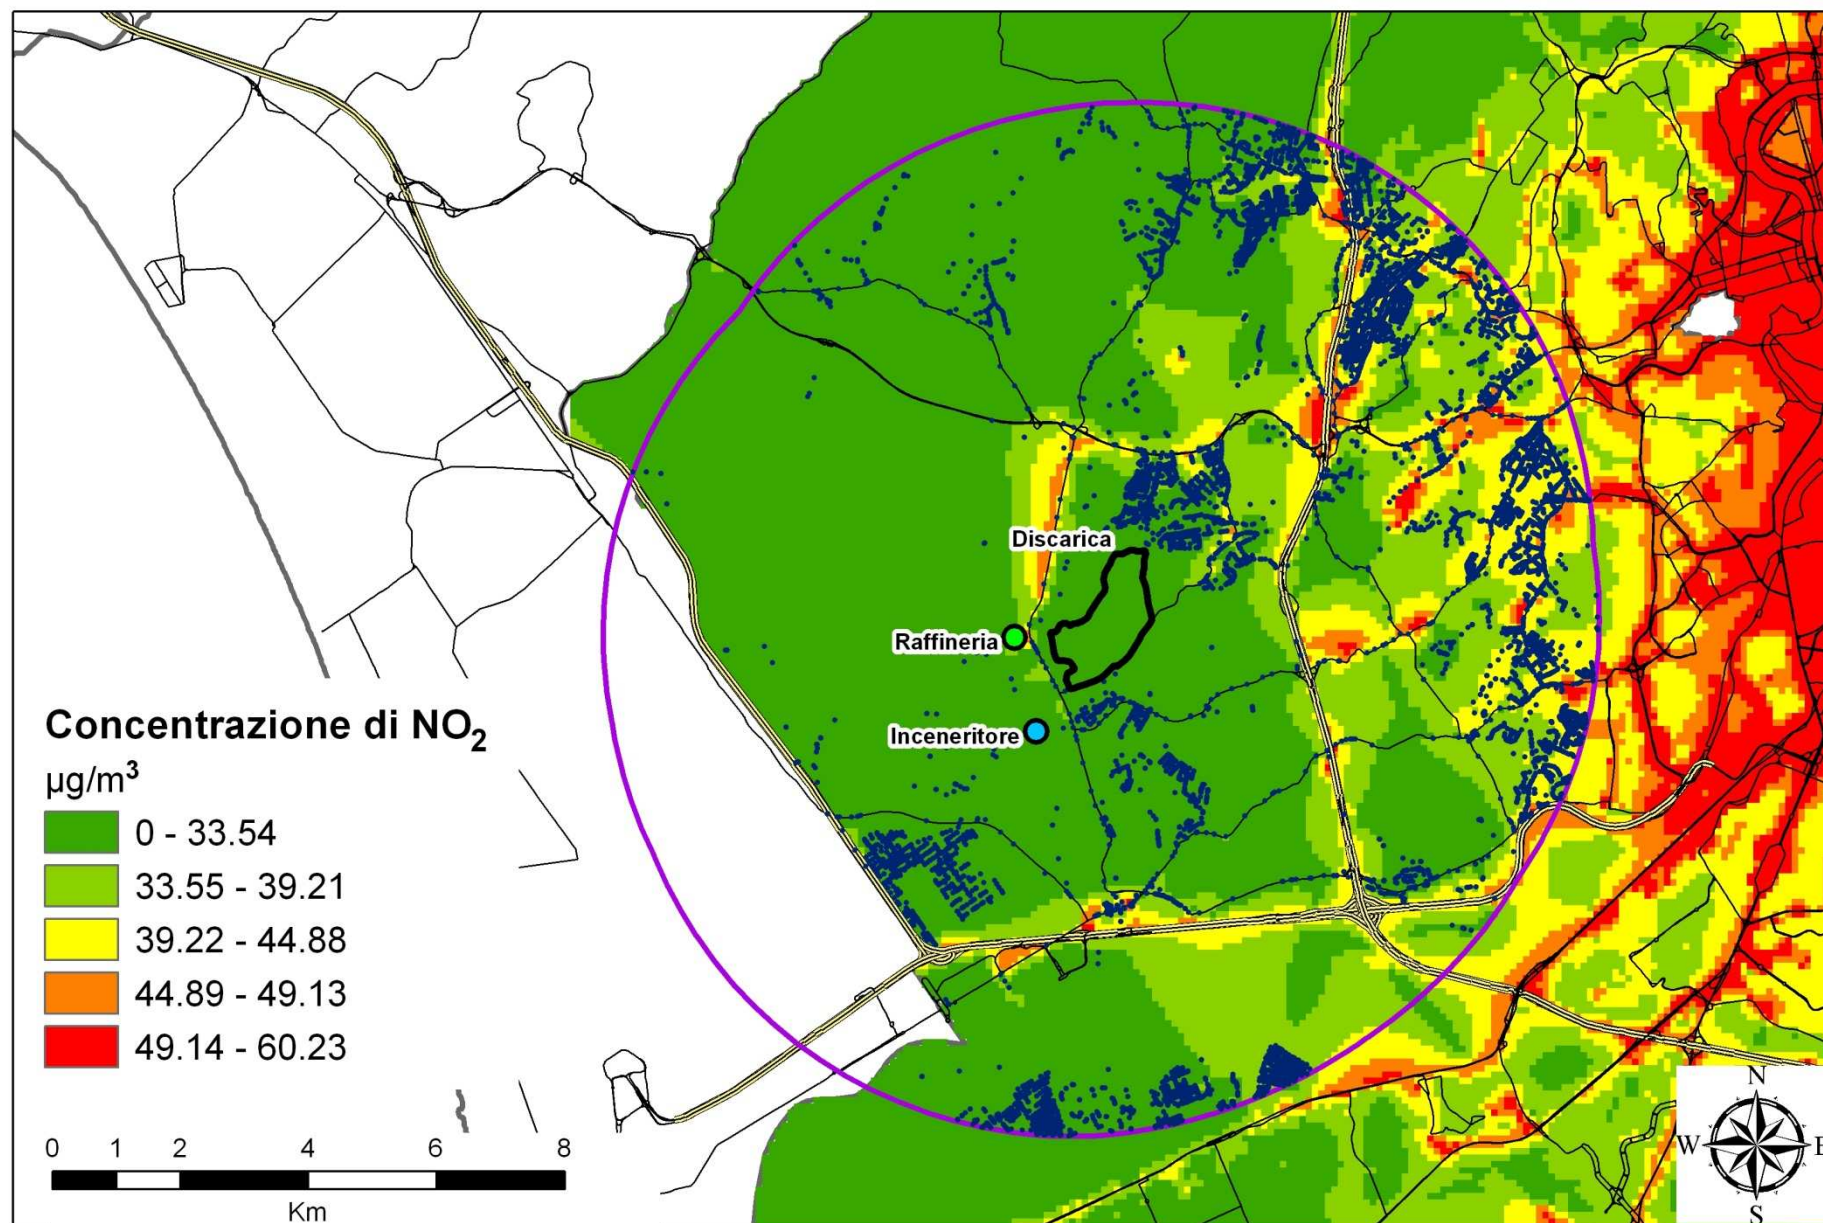 Discarica
Raffineria
Inceneritore
Concentrazione di NO₂
µg/m³
0 - 33.54
33.55 - 39.21
39.22 - 44.88
44.89 - 49.13
49.14 - 60.23
0 1 2 4 6 8
Km
N
W E
S